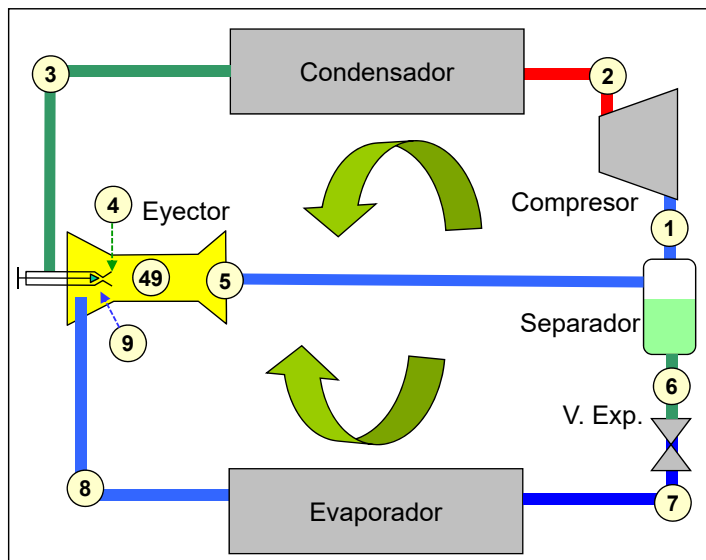 Condensador
3
2
Compresor
4
Eyector
1
49
5
Separador
9
6
V. Exp.
8
Evaporador
7